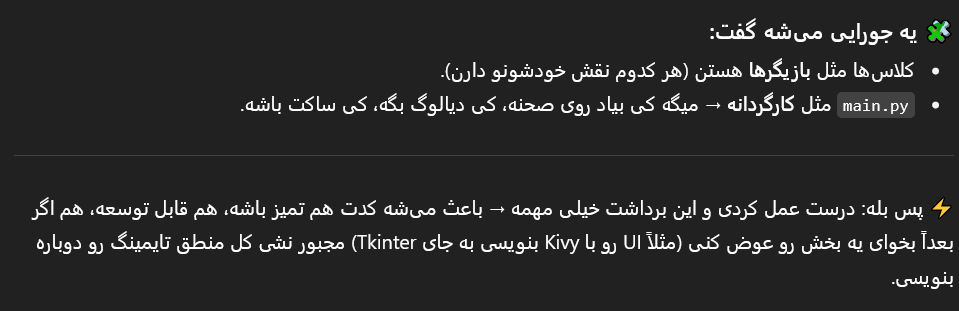 🧩 یه جورایی می‌شه گفت:
• کلاس‌ها مثل بازیگرها هستن (هر کدوم نقش خودشونو دارن).
• main.py مثل کارگردانه → میگه کی بیاد روی صحنه، کی دیالوگ بگه، کی ساکت باشه.
⚡ پس بله: درست عمل کردی و این برداشت خیلی مهمه → باعث می‌شه کدت هم تمیز باشه، هم قابل توسعه، هم اگر
بعداً بخوای یه بخش رو عوض کنی (مثلاً UI رو با Kivy بنویسی به جای Tkinter) مجبور نشی کل منطق تایمینگ رو دوباره
بنویسی.